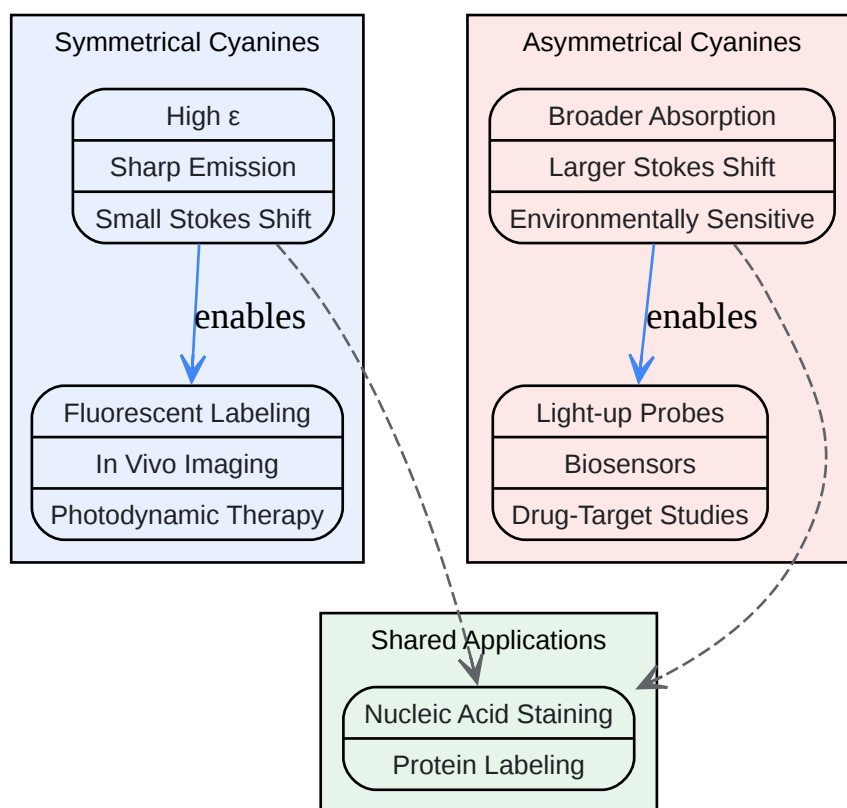 Symmetrical Cyanines
High ε
Sharp Emission
Small Stokes Shift
enables
Fluorescent Labeling
In Vivo Imaging
Photodynamic Therapy
Asymmetrical Cyanines
Broader Absorption
Larger Stokes Shift
Environmentally Sensitive
enables
Light-up Probes
Biosensors
Drug-Target Studies
Shared Applications
Nucleic Acid Staining
Protein Labeling